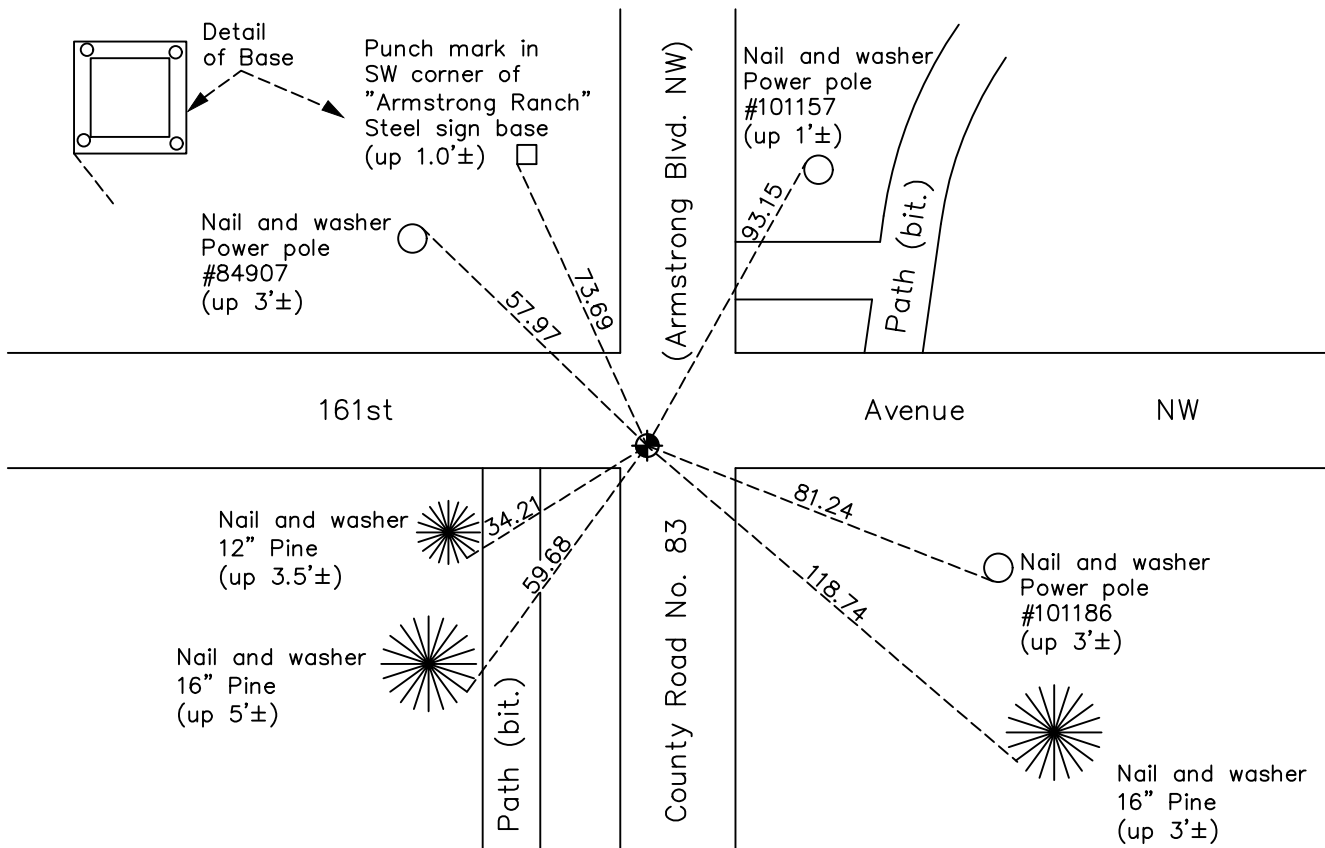 Detail
of Base
Punch mark in
SW corner of
"Armstrong Ranch"
Steel sign base
(up 1.0'±)
(Armstrong Blvd. NW)
Nail and washer
Power pole
#101157
(up 1'±)
93.15
Path (bit.)
Nail and washer
Power pole
#84907
(up 3'±)
57.97
73.69
161st
Avenue
NW
Nail and washer
12" Pine
(up 3.5'±)
34.21
59.68
Nail and washer
16" Pine
(up 5'±)
Path (bit.)
County Road No. 83
81.24
118.74
Nail and washer
Power pole
#101186
(up 3'±)
Nail and washer
16" Pine
(up 3'±)